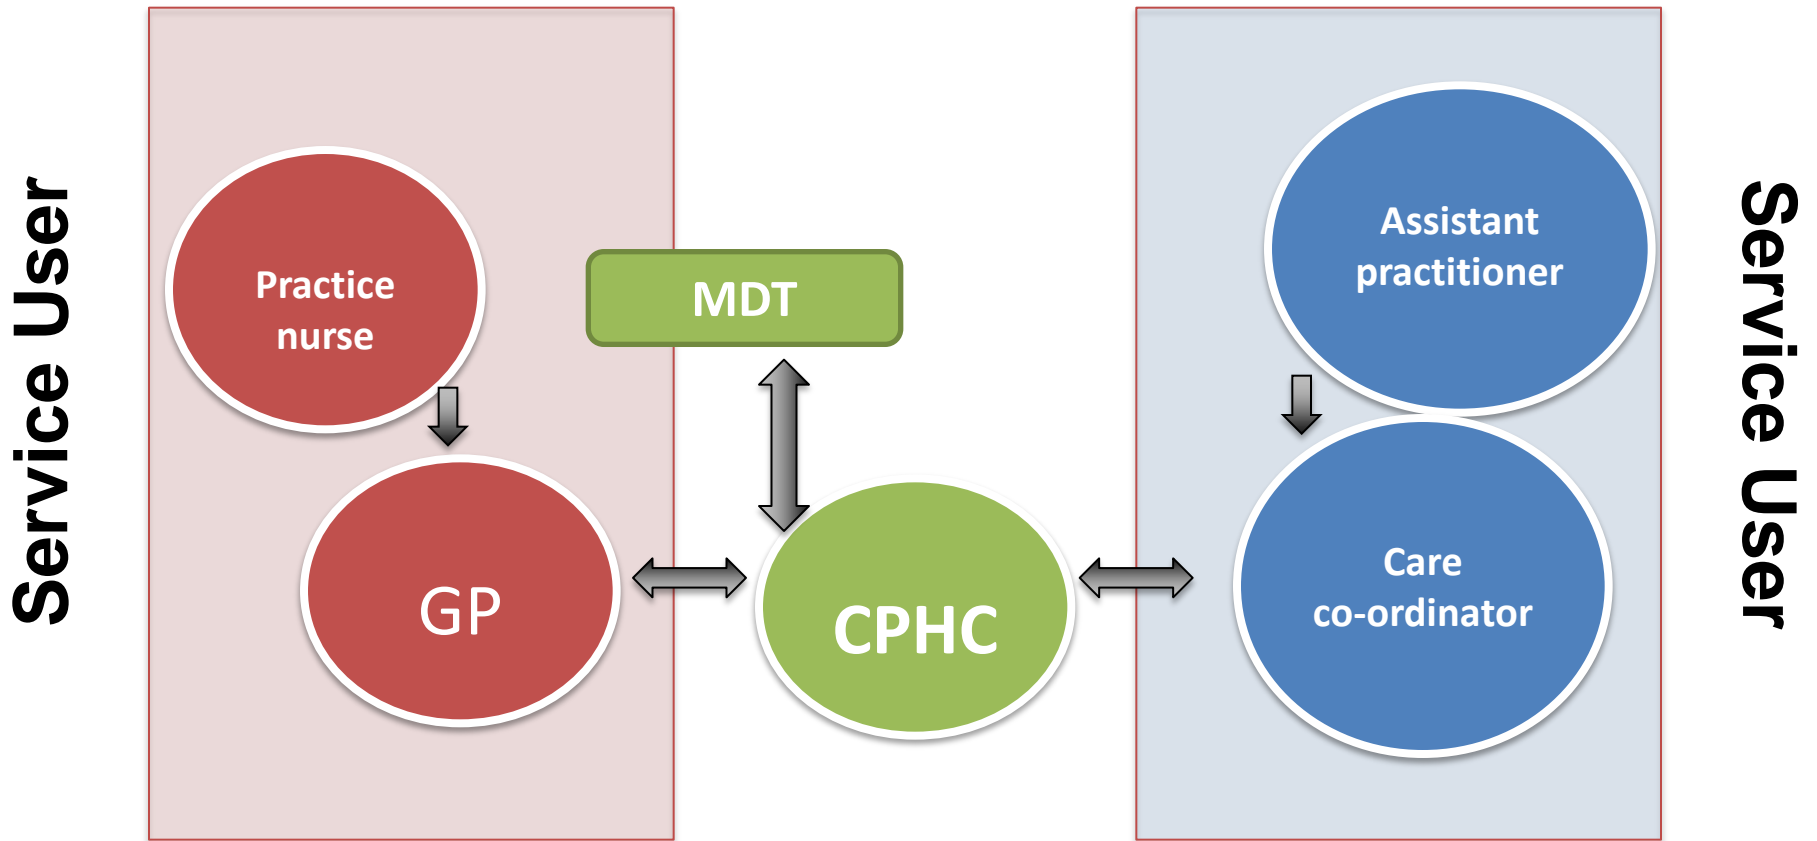 Service User
Practice
nurse
GP
MDT
CPHC
Assistant
practitioner
Care
co-ordinator
Service User